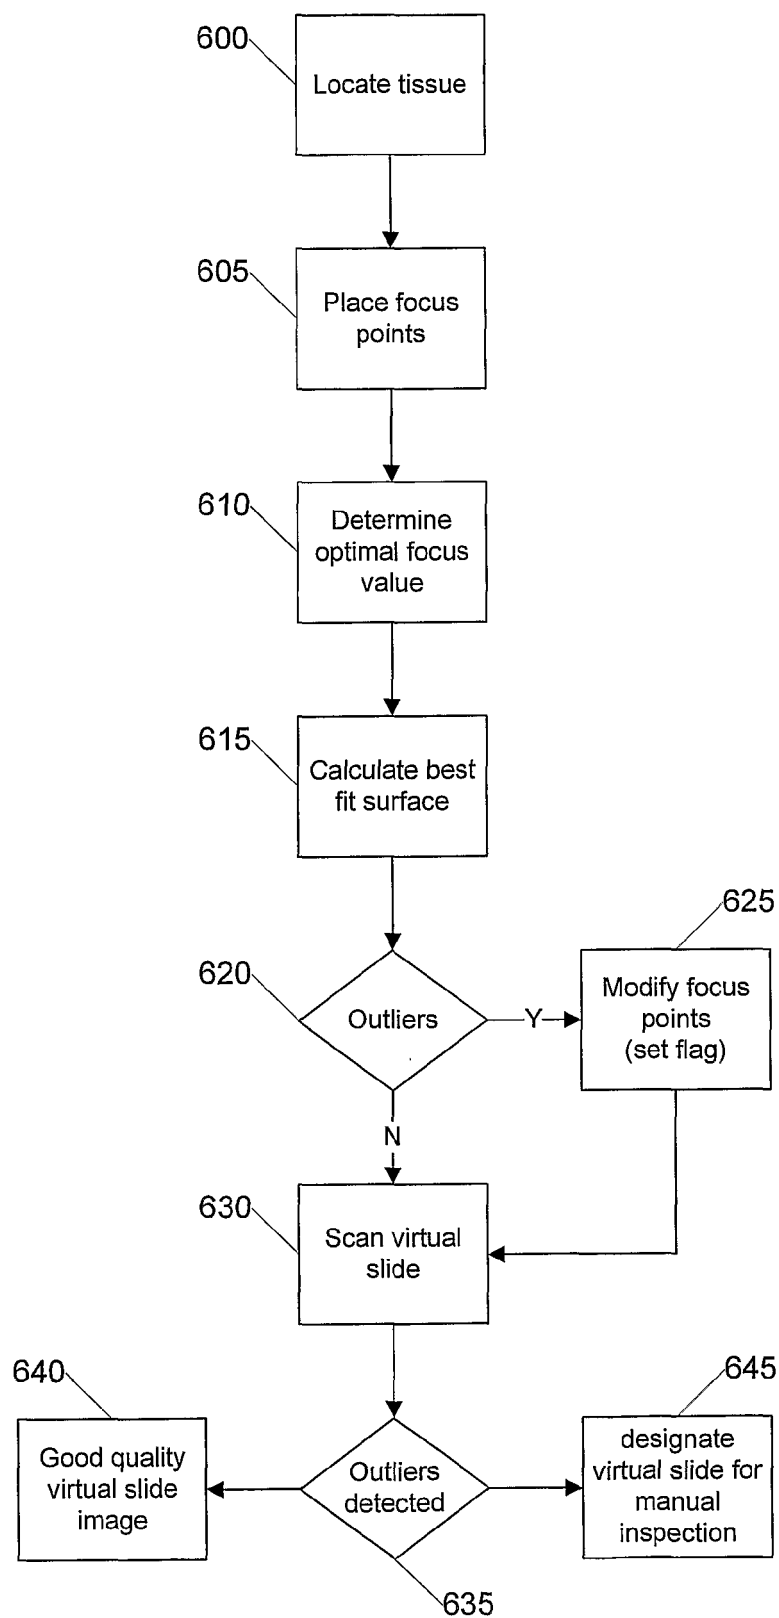 600
Locate tissue
605
Place focus
points
610
Determine
optimal focus
value
615
Calculate best
fit surface
620
Outliers
Y
625
Modify focus
points
(set flag)
N
630
Scan virtual
slide
640
Good quality
virtual slide
image
Outliers
detected
635
645
designate
virtual slide for
manual
inspection